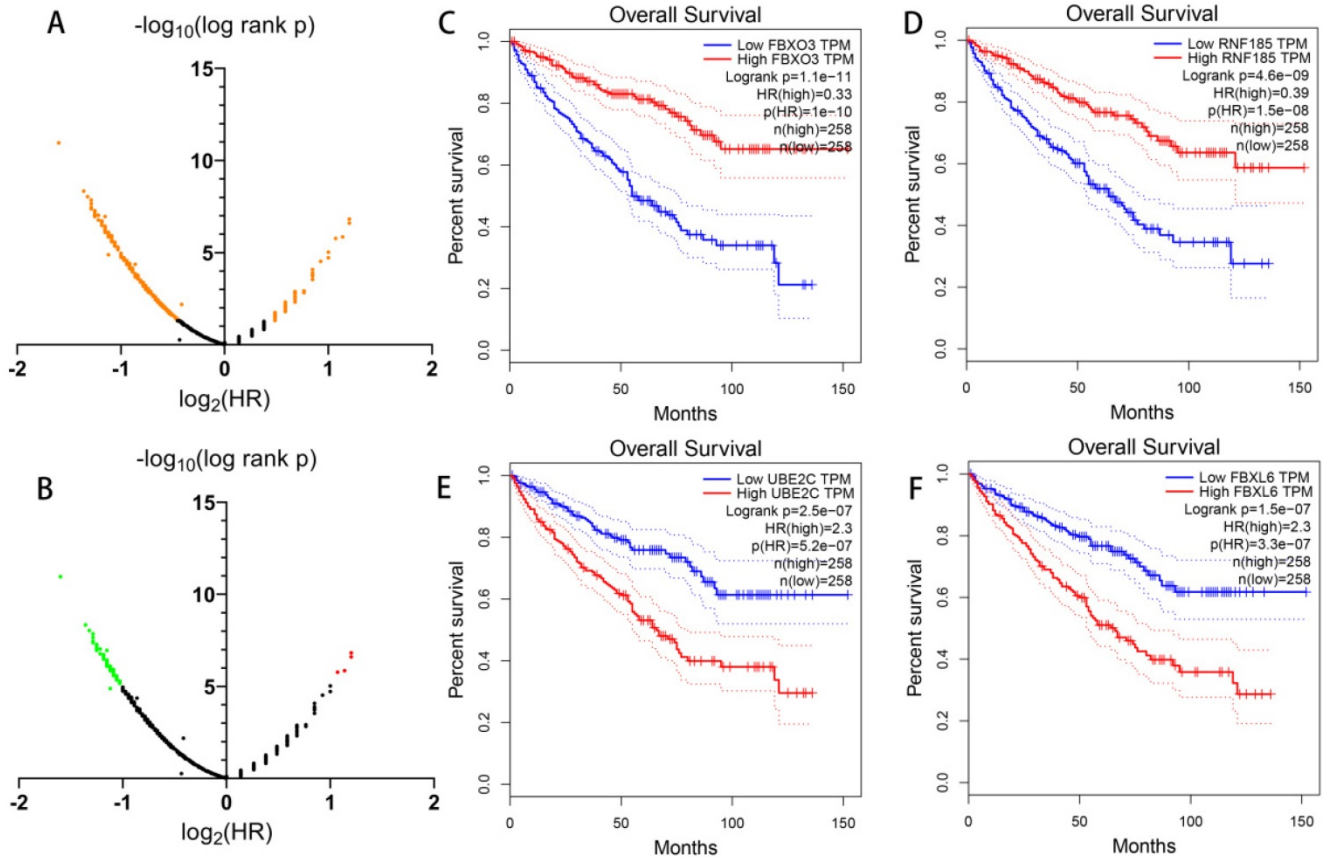 A
-log10(log rank p)
15
10
5
-2
-1
0
1
2
log2(HR)
C
Overall Survival
Low FBXO3 TPM
High FBXO3 TPM
Logrank p=1.1e−11
HR(high)=0.33
p(HR)=1e−10
n(high)=258
n(low)=258
Percent survival
0.0
0.2
0.4
0.6
0.8
1.0
0
50
100
150
Months
D
Overall Survival
Low RNF185 TPM
High RNF185 TPM
Logrank p=4.6e−09
HR(high)=0.39
p(HR)=1.5e−08
n(high)=258
n(low)=258
Percent survival
0.0
0.2
0.4
0.6
0.8
1.0
0
50
100
150
Months
B
-log10(log rank p)
15
10
5
-2
-1
0
1
2
log2(HR)
E
Overall Survival
Low UBE2C TPM
High UBE2C TPM
Logrank p=2.5e−07
HR(high)=2.3
p(HR)=5.2e−07
n(high)=258
n(low)=258
Percent survival
0.0
0.2
0.4
0.6
0.8
1.0
0
50
100
150
Months
F
Overall Survival
Low FBXL6 TPM
High FBXL6 TPM
Logrank p=1.5e−07
HR(high)=2.3
p(HR)=3.3e−07
n(high)=258
n(low)=258
Percent survival
0.0
0.2
0.4
0.6
0.8
1.0
0
50
100
150
Months